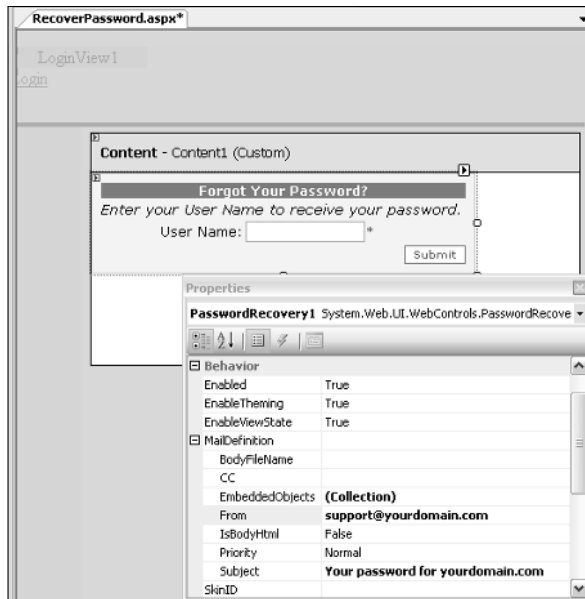 RecoverPassword.aspx*
LoginView1
Login
Content - Content1 (Custom)
Forgot Your Password?
Enter your User Name to receive your password.
User Name: *
Submit
Properties
PasswordRecovery1 System.Web.UI.WebControls.PasswordRecove
Behavior
Enabled True
EnableTheming True
EnableViewState True
MailDefinition
BodyFileName
CC
EmbeddedObjects (Collection)
From support@yourdomain.com
IsBodyHtml False
Priority Normal
Subject Your password for yourdomain.com
SkinID